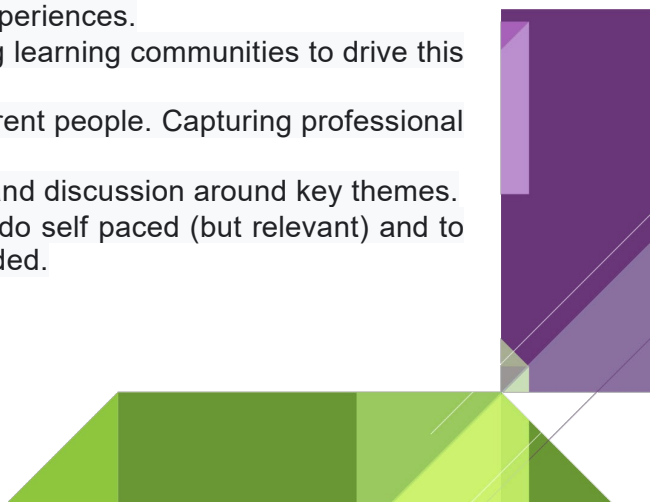 periences.
g learning communities to drive this
rent people. Capturing professional
nd discussion around key themes.
do self paced (but relevant) and to
ded.